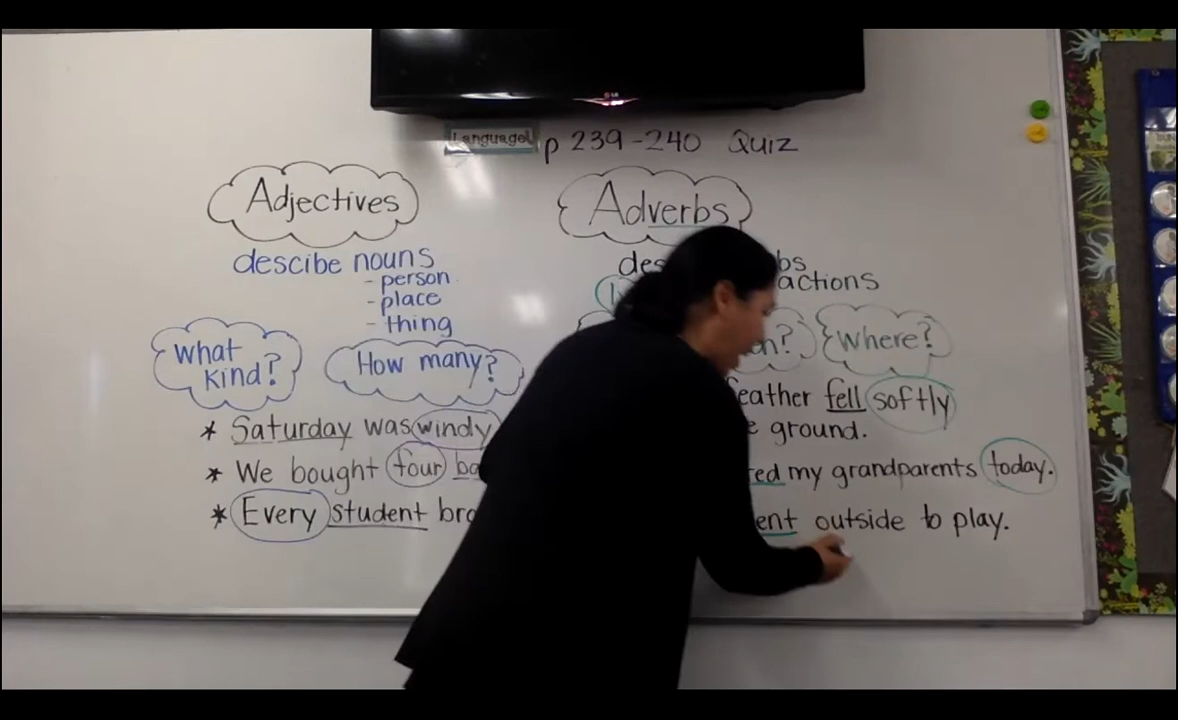 Language
p 239-240 Quiz
Adjectives
descibe nouns
- person
- place
- thing
What Kind?
How many?
* Saturday was windy
* We bought four
* Every student
Adverbs
actions
Where?
fell softly
ground.
my grandparents today.
outside to play.